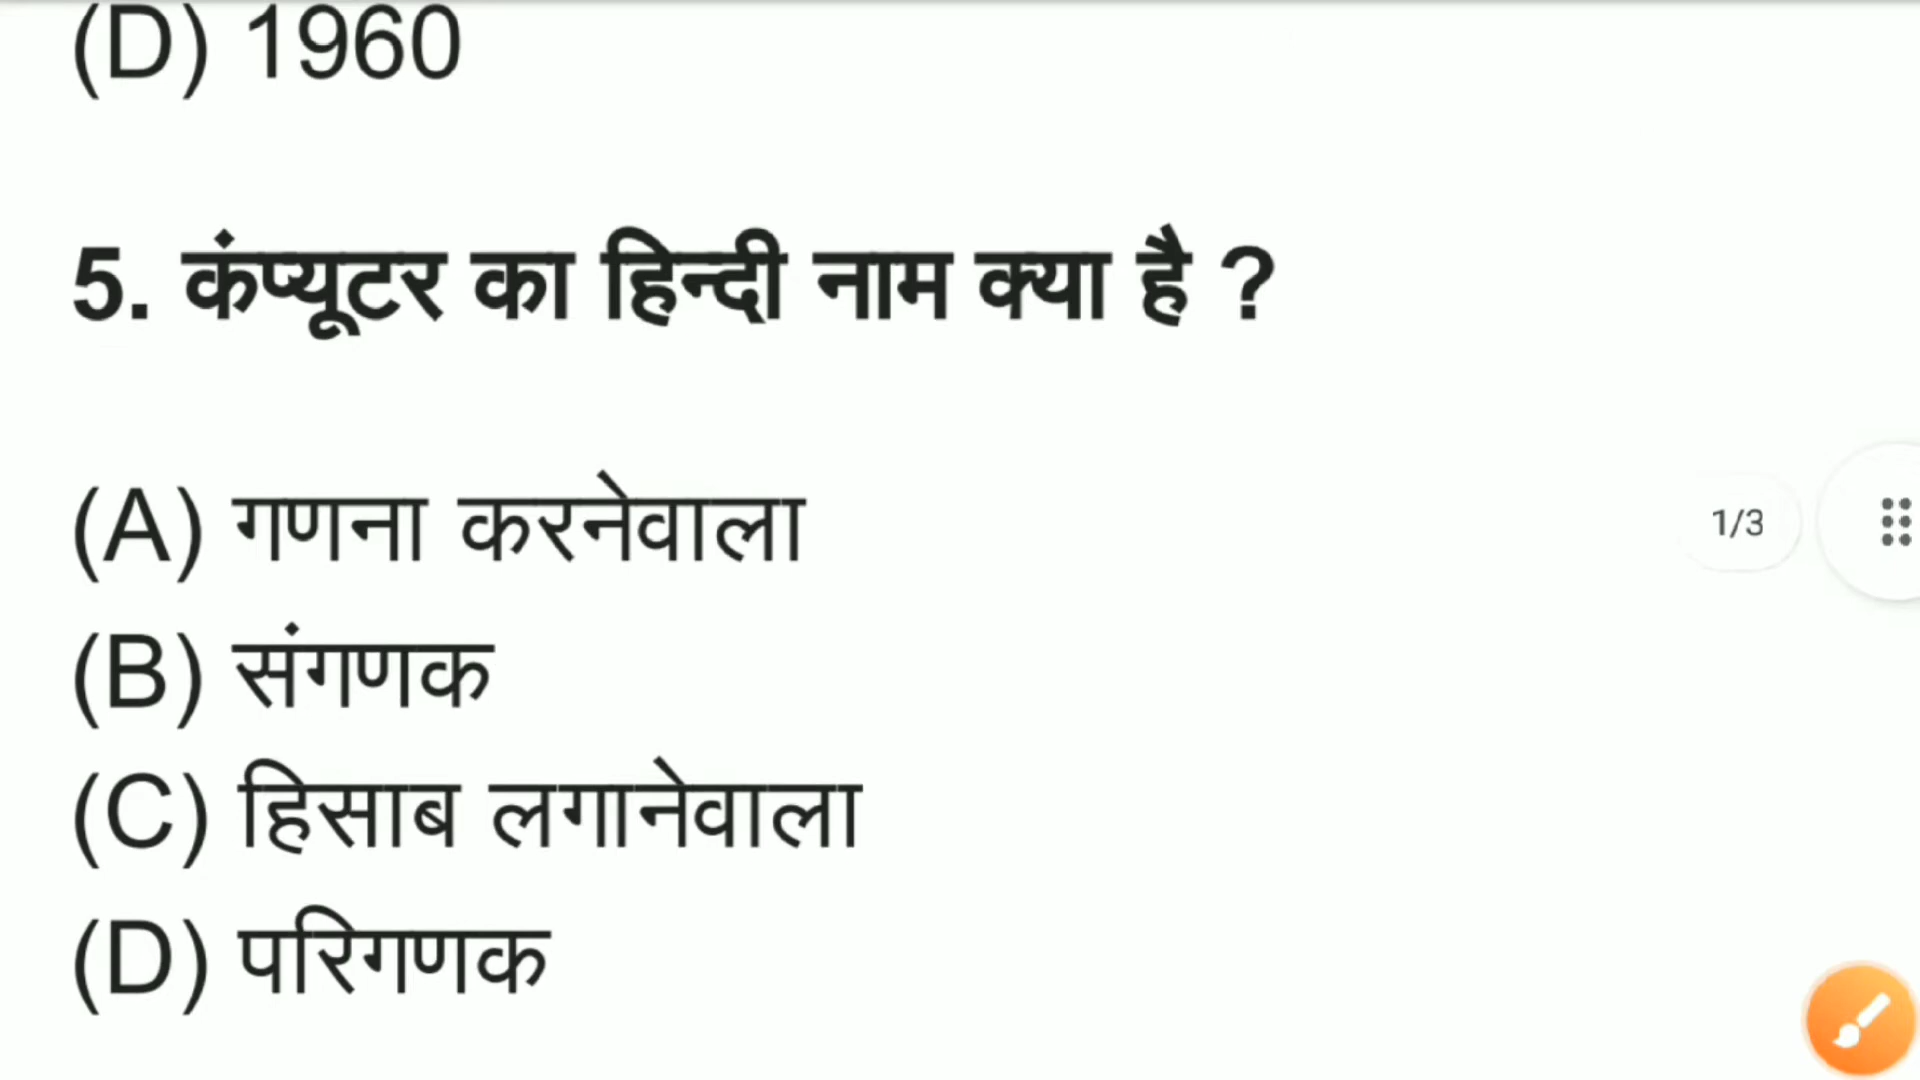 (D) 1960
5. कंप्यूटर का हिन्दी नाम क्या है ?
(A) गणना करनेवाला
1/3
(B) संगणक
(C) हिसाब लगानेवाला
(D) परिगणक